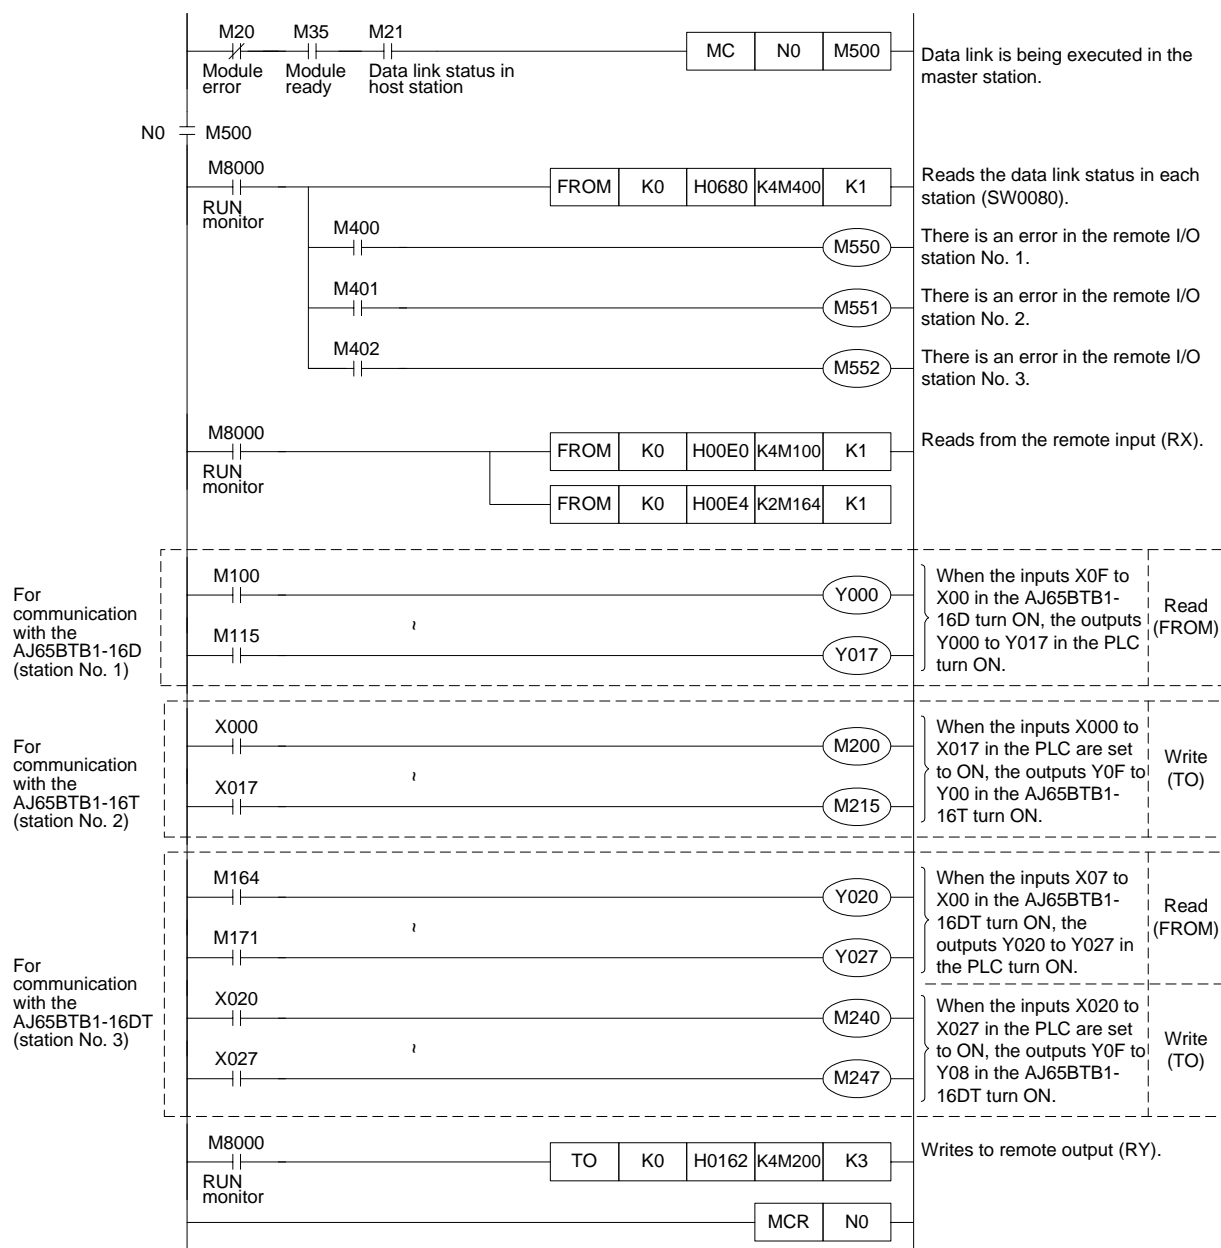 M20 M35 M21
MC N0 M500
Module
error
Module
ready
Data link status in
host station
Data link is being executed in the
master station.
N0 M500
M8000
RUN
monitor
FROM K0 H0680 K4M400 K1
Reads the data link status in each
station (SW0080).
M400
M550
There is an error in the remote I/O
station No. 1.
M401
M551
There is an error in the remote I/O
station No. 2.
M402
M552
There is an error in the remote I/O
station No. 3.
M8000
RUN
monitor
FROM K0 H00E0 K4M100 K1
Reads from the remote input (RX).
FROM K0 H00E4 K2M164 K1
For
communication
with the
AJ65BTB1-16D
(station No. 1)
M100
Y000
M115
Y017
When the inputs X0F to
X00 in the AJ65BTB1-
16D turn ON, the outputs
Y000 to Y017 in the PLC
turn ON.
Read
(FROM)
For
communication
with the
AJ65BTB1-16T
(station No. 2)
X000
M200
X017
M215
When the inputs X000 to
X017 in the PLC are set
to ON, the outputs Y0F to
Y00 in the AJ65BTB1-
16T turn ON.
Write
(TO)
For
communication
with the
AJ65BTB1-16DT
(station No. 3)
M164
Y020
M171
Y027
When the inputs X07 to
X00 in the AJ65BTB1-
16DT turn ON, the
outputs Y020 to Y027 in
the PLC turn ON.
Read
(FROM)
X020
M240
X027
M247
When the inputs X020 to
X027 in the PLC are set
to ON, the outputs Y0F to
Y08 in the AJ65BTB1-
16DT turn ON.
Write
(TO)
M8000
RUN
monitor
TO K0 H0162 K4M200 K3
Writes to remote output (RY).
MCR N0